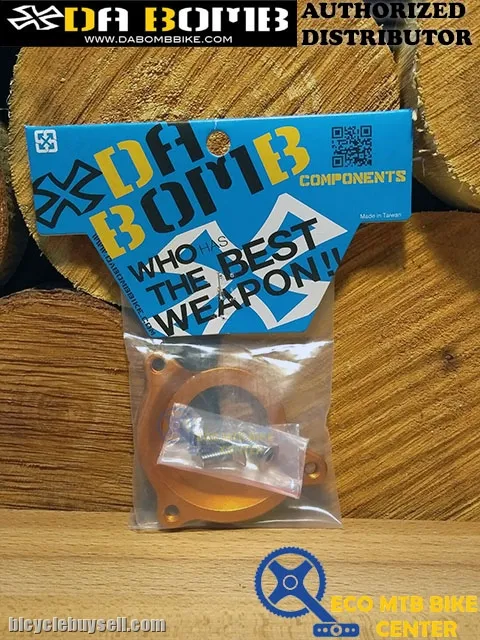 DA BOMB
WWW.DABOMBBIKE.COM
AUTHORIZED
DISTRIBUTOR
DA
BOMB
COMPONENTS
Made in Taiwan
WHO HAS
THE BEST
WEAPON!!
bicyclebuysell.com
ECO MTB BIKE
CENTER